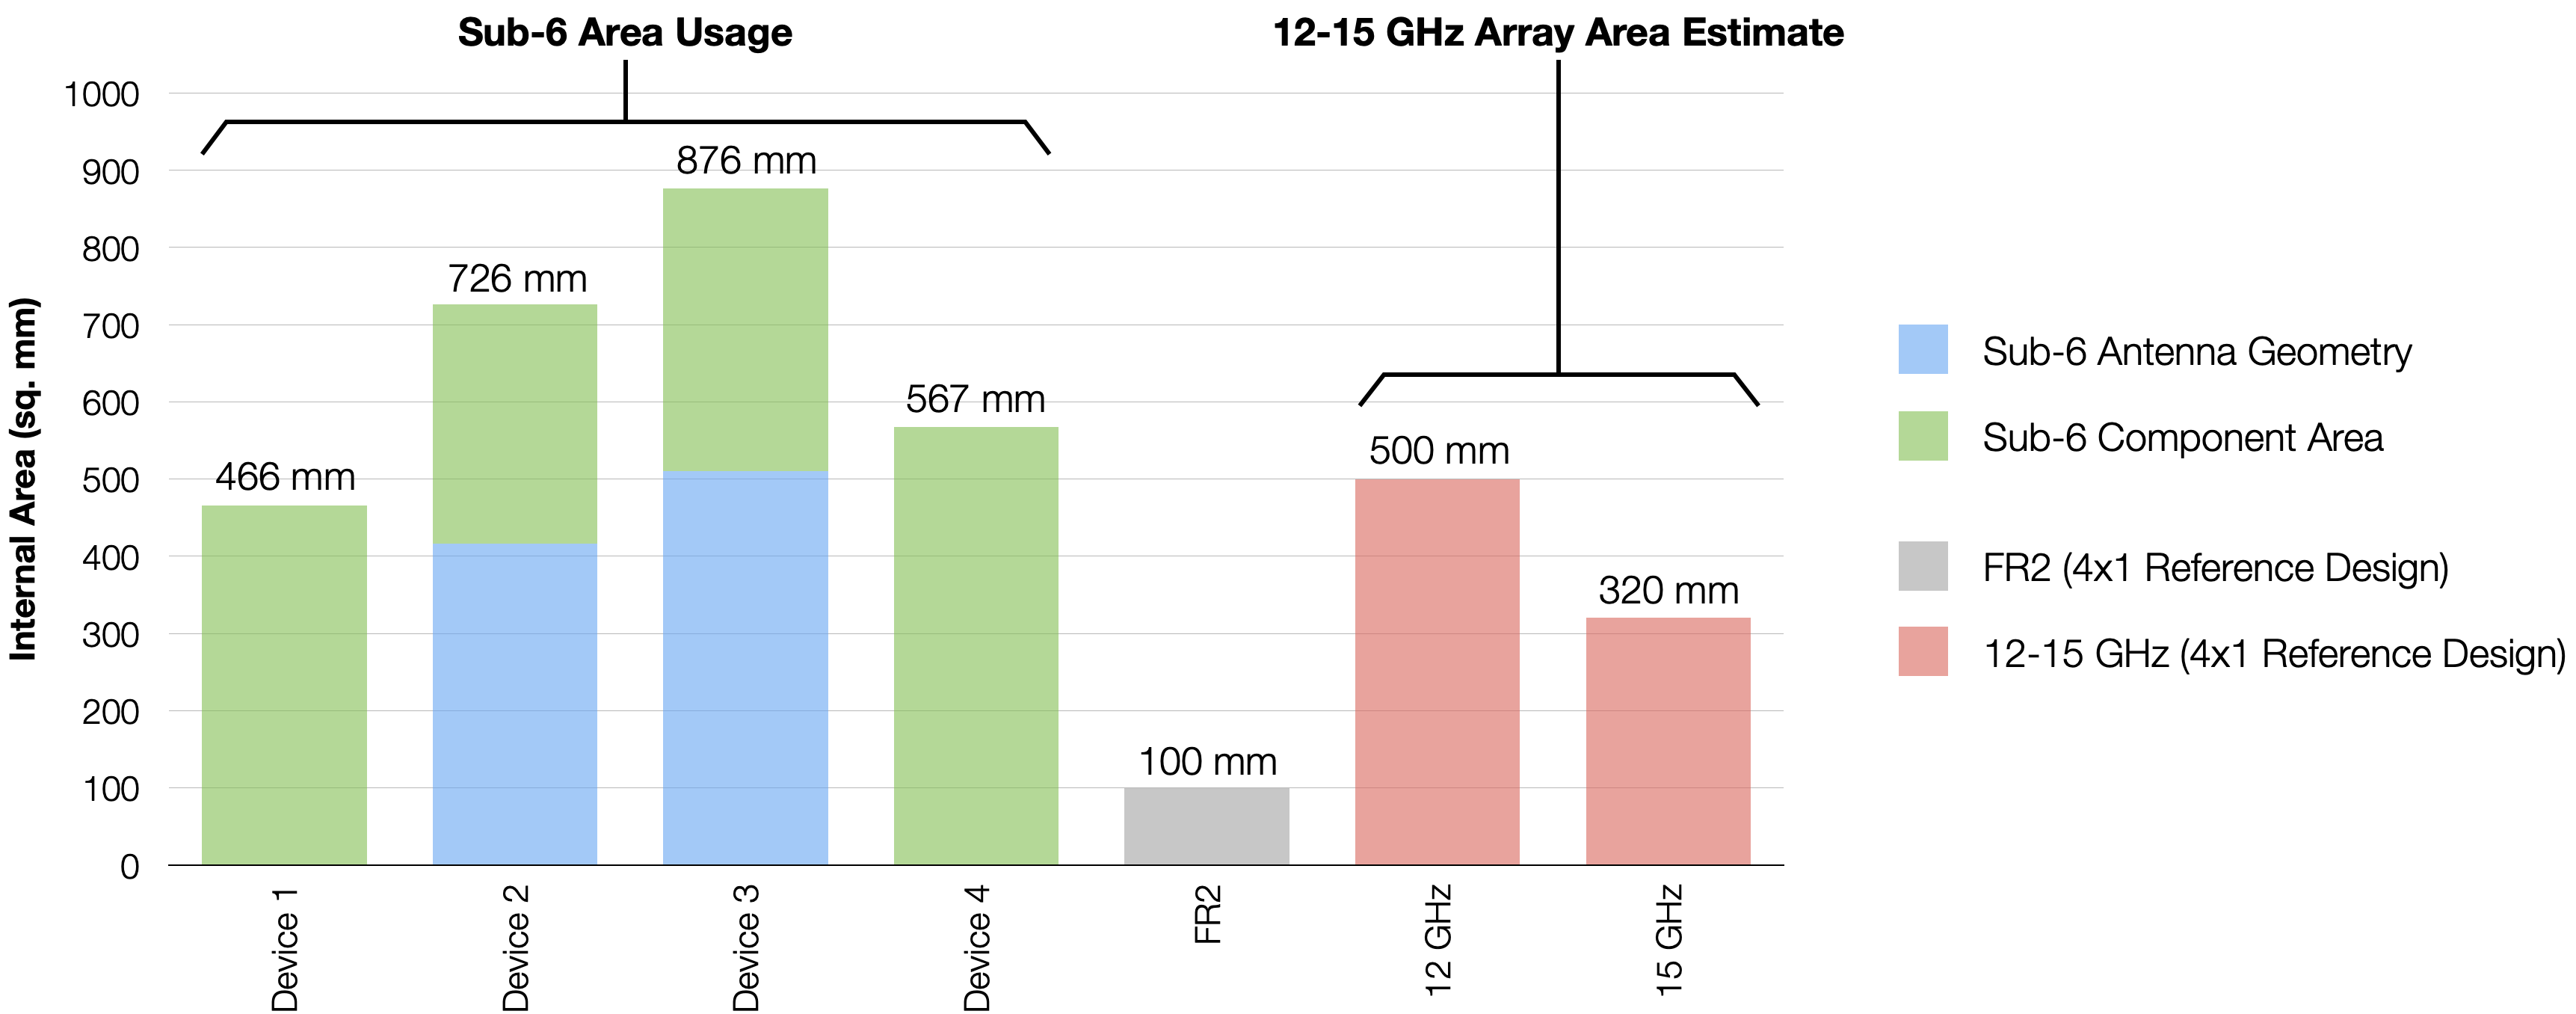 Sub-6 Area Usage
12-15 GHz Array Area Estimate
Internal Area (sq. mm)
1000
900
800
700
600
500
400
300
200
100
0
466 mm
726 mm
876 mm
567 mm
100 mm
500 mm
320 mm
Device 1
Device 2
Device 3
Device 4
FR2
12 GHz
15 GHz
Sub-6 Antenna Geometry
Sub-6 Component Area
FR2 (4x1 Reference Design)
12-15 GHz (4x1 Reference Design)